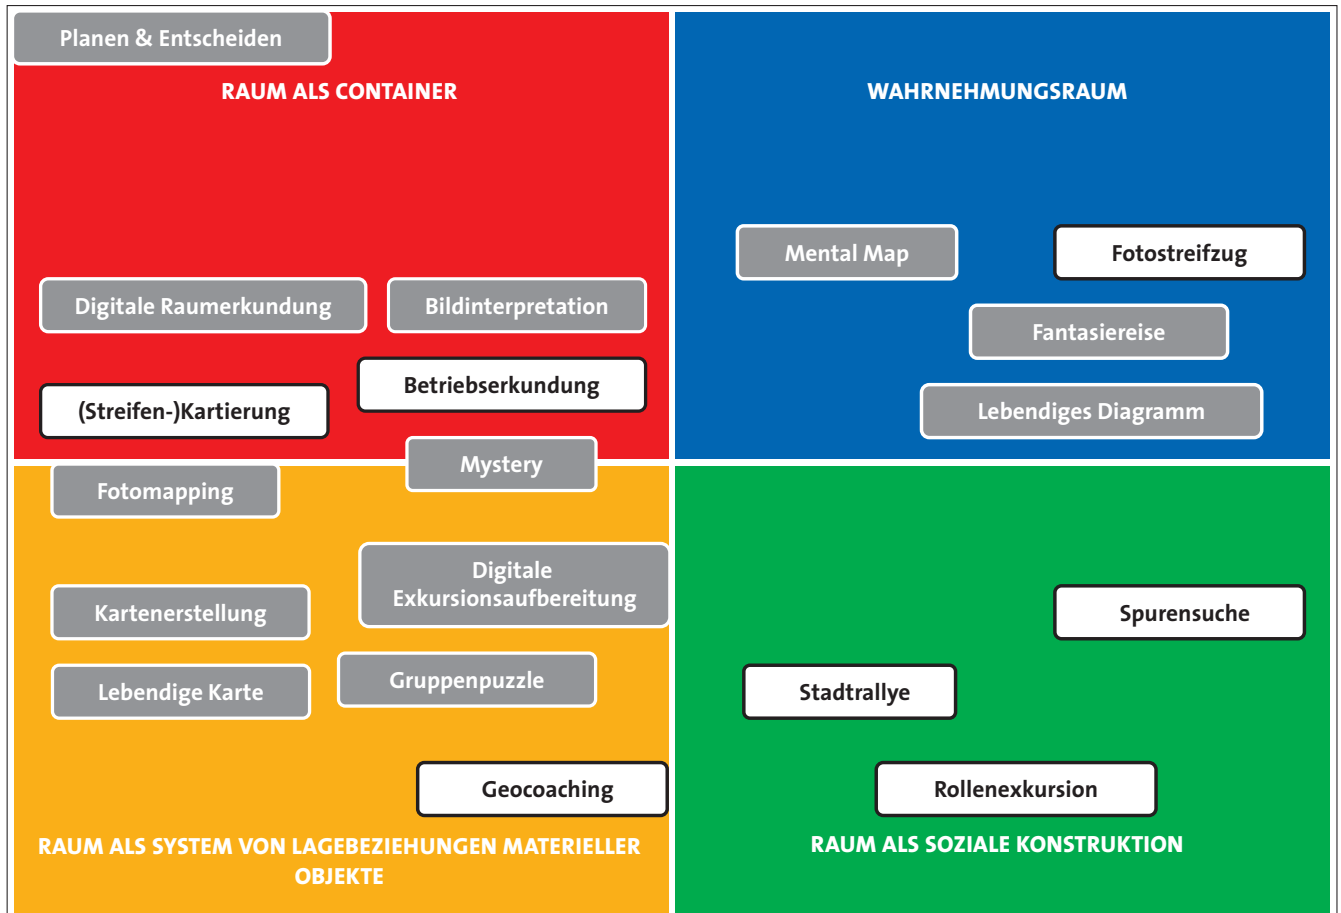 Planen & Entscheiden
RAUM ALS CONTAINER
Digitale Raumerkundung
Bildinterpretation
Betriebserkundung
(Streifen-)Kartierung
Mystery
WAHRNEHMUNGSRAUM
Mental Map
Fotostreifzug
Fantasiereise
Lebendiges Diagramm
Fotomapping
Digitale
Exkursionsaufbereitung
Kartenerstellung
Lebendige Karte
Gruppenpuzzle
Geocoaching
RAUM ALS SYSTEM VON LAGEBEZIEHUNGEN MATERIELLER
OBJEKTE
Spurensuche
Stadtrallye
Rollenexkursion
RAUM ALS SOZIALE KONSTRUKTION